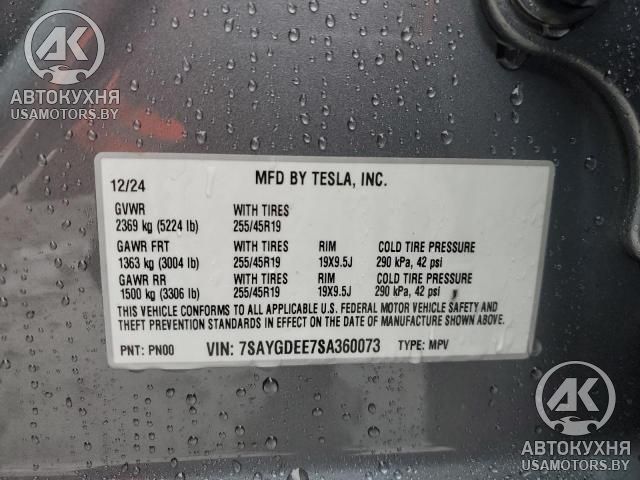 AK
АВТОКУХНЯ
USAMOTORS.BY
12/24 MFD BY TESLA, INC.
GVWR WITH TIRES
2369 kg (5224 lb) 255/45R19
GAWR FRT WITH TIRES RIM COLD TIRE PRESSURE
1363 kg (3004 lb) 255/45R19 19X9.5J 290 kPa, 42 psi
GAWR RR WITH TIRES RIM COLD TIRE PRESSURE
1500 kg (3306 lb) 255/45R19 19X9.5J 290 kPa, 42 psi
THIS VEHICLE CONFORMS TO ALL APPLICABLE U.S. FEDERAL MOTOR VEHICLE SAFETY AND
THEFT PREVENTION STANDARDS IN EFFECT ON THE DATE OF MANUFACTURE SHOWN ABOVE.
PNT: PN00 VIN: 7SAYGDEE7SA360073 TYPE: MPV
AK
АВТОКУХНЯ
USAMOTORS.BY